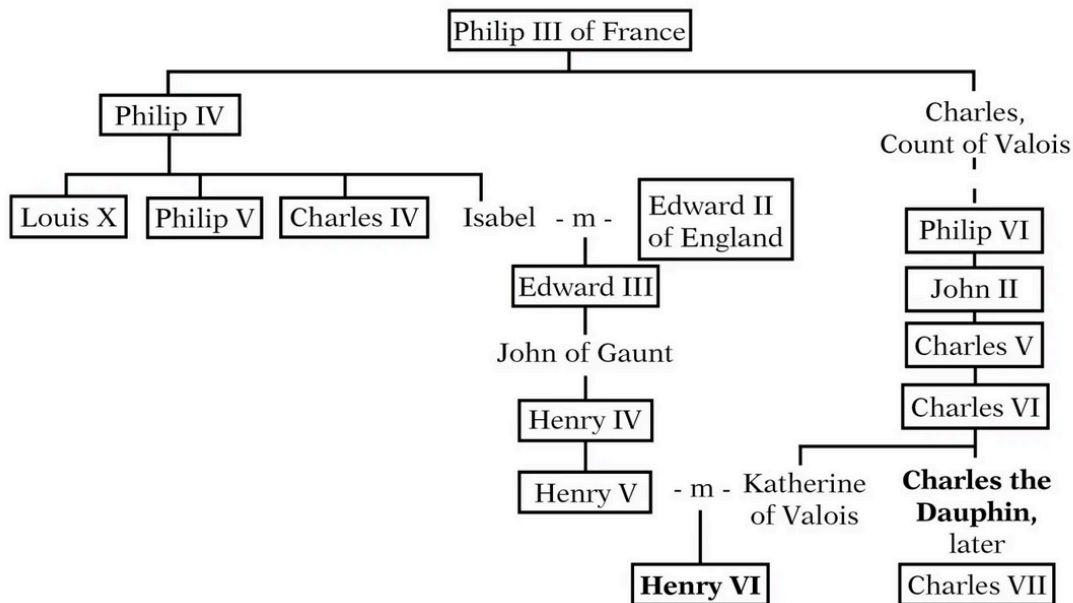 Philip III of France
Philip IV
Charles,
Count of Valois
Louis X
Philip V
Charles IV
Isabel
- m -
Edward II
of England
Philip VI
Edward III
John II
John of Gaunt
Charles V
Charles VI
Henry IV
Henry V
- m -
Katherine
of Valois
Charles the
Dauphin,
later
Henry VI
Charles VII